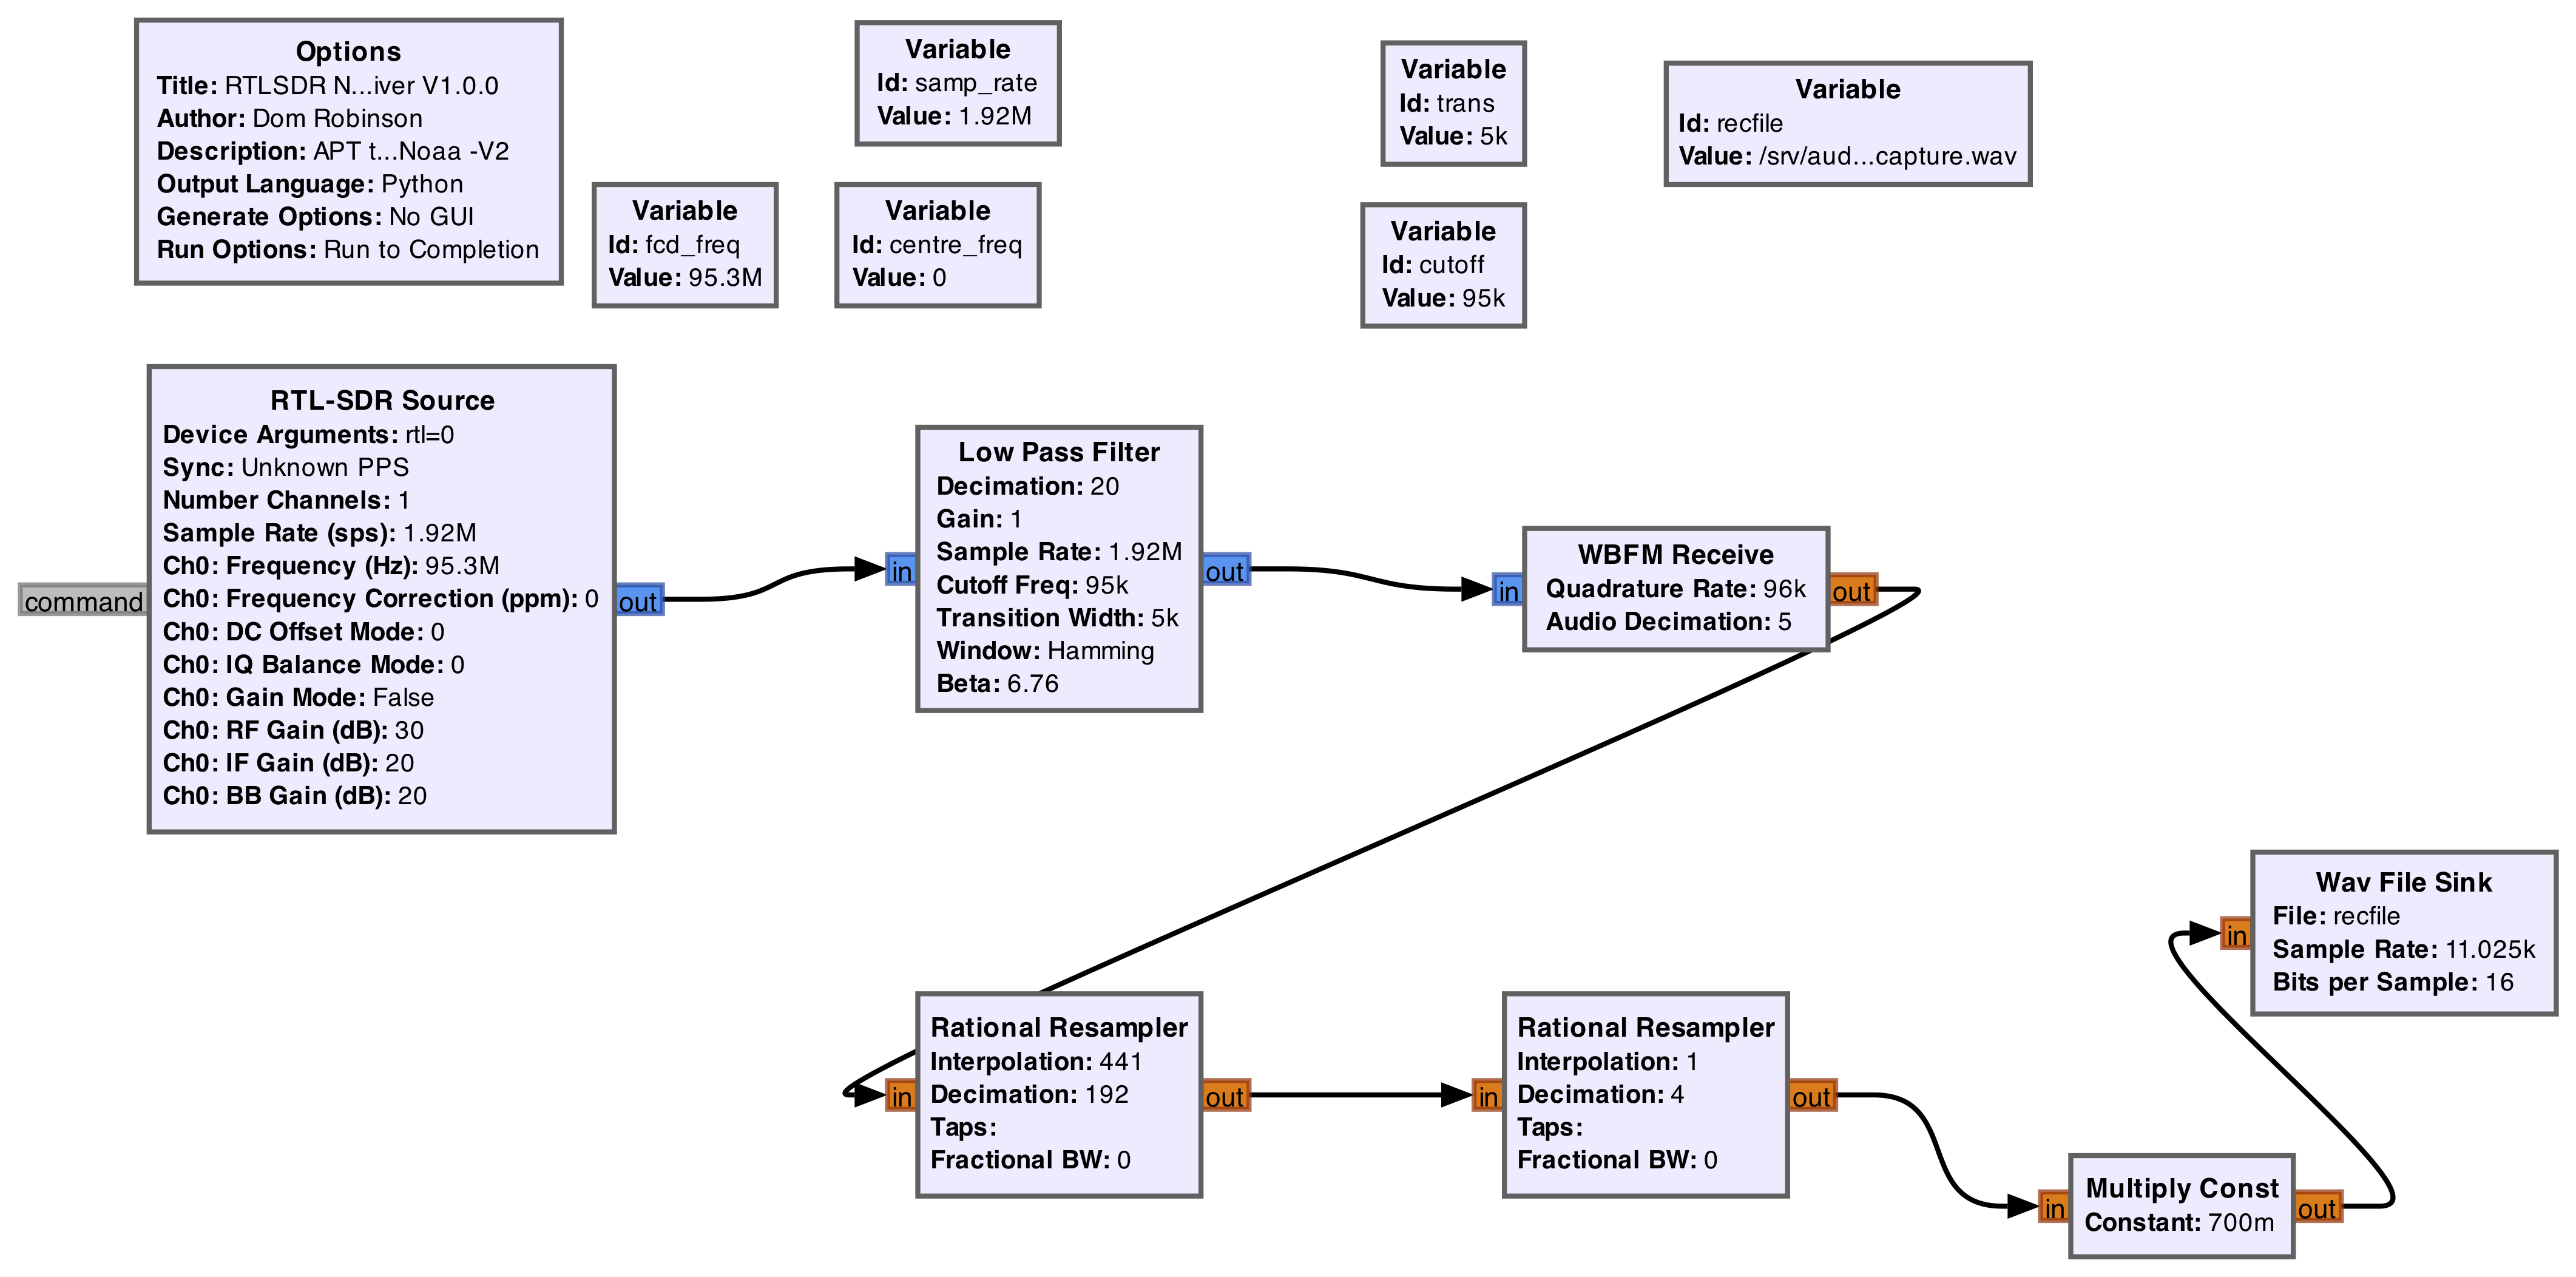 Options
Title: RTLSDR N...iver V1.0.0
Author: Dom Robinson
Description: APT t...Noaa -V2
Output Language: Python
Generate Options: No GUI
Run Options: Run to Completion
Variable
Id: fcd_freq
Value: 95.3M
Variable
Id: samp_rate
Value: 1.92M
Variable
Id: centre_freq
Value: 0
Variable
Id: trans
Value: 5k
Variable
Id: cutoff
Value: 95k
Variable
Id: recfile
Value: /srv/aud...capture.wav
command
RTL-SDR Source
Device Arguments: rtl=0
Sync: Unknown PPS
Number Channels: 1
Sample Rate (sps): 1.92M
Ch0: Frequency (Hz): 95.3M
Ch0: Frequency Correction (ppm): 0
Ch0: DC Offset Mode: 0
Ch0: IQ Balance Mode: 0
Ch0: Gain Mode: False
Ch0: RF Gain (dB): 30
Ch0: IF Gain (dB): 20
Ch0: BB Gain (dB): 20
out
in
Low Pass Filter
Decimation: 20
Gain: 1
Sample Rate: 1.92M
Cutoff Freq: 95k
Transition Width: 5k
Window: Hamming
Beta: 6.76
out
in
WBFM Receive
Quadrature Rate: 96k
Audio Decimation: 5
out
in
Rational Resampler
Interpolation: 441
Decimation: 192
Taps:
Fractional BW: 0
out
in
Rational Resampler
Interpolation: 1
Decimation: 4
Taps:
Fractional BW: 0
out
in
Multiply Const
Constant: 700m
out
in
Wav File Sink
File: recfile
Sample Rate: 11.025k
Bits per Sample: 16